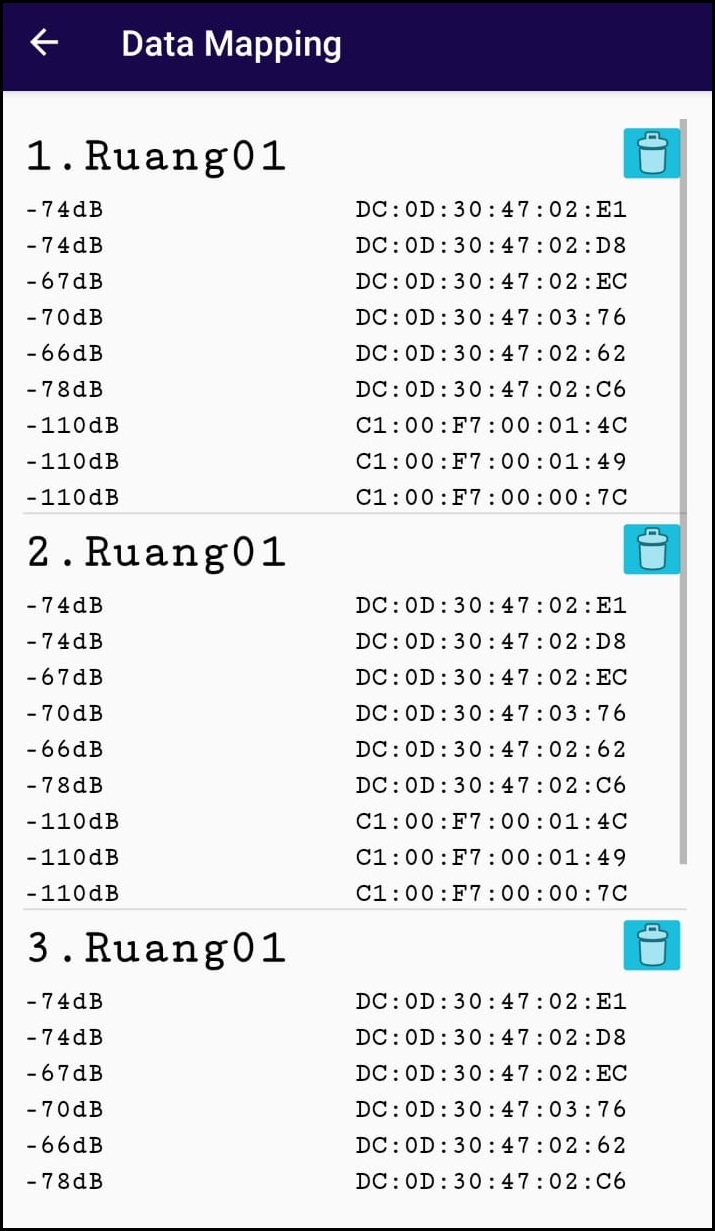 Data Mapping
1.Ruang01
-74dB DC:0D:30:47:02:E1
-74dB DC:0D:30:47:02:D8
-67dB DC:0D:30:47:02:EC
-70dB DC:0D:30:47:03:76
-66dB DC:0D:30:47:02:62
-78dB DC:0D:30:47:02:C6
-110dB C1:00:F7:00:01:4C
-110dB C1:00:F7:00:01:49
-110dB C1:00:F7:00:00:7C
2.Ruang01
-74dB DC:0D:30:47:02:E1
-74dB DC:0D:30:47:02:D8
-67dB DC:0D:30:47:02:EC
-70dB DC:0D:30:47:03:76
-66dB DC:0D:30:47:02:62
-78dB DC:0D:30:47:02:C6
-110dB C1:00:F7:00:01:4C
-110dB C1:00:F7:00:01:49
-110dB C1:00:F7:00:00:7C
3.Ruang01
-74dB DC:0D:30:47:02:E1
-74dB DC:0D:30:47:02:D8
-67dB DC:0D:30:47:02:EC
-70dB DC:0D:30:47:03:76
-66dB DC:0D:30:47:02:62
-78dB DC:0D:30:47:02:C6